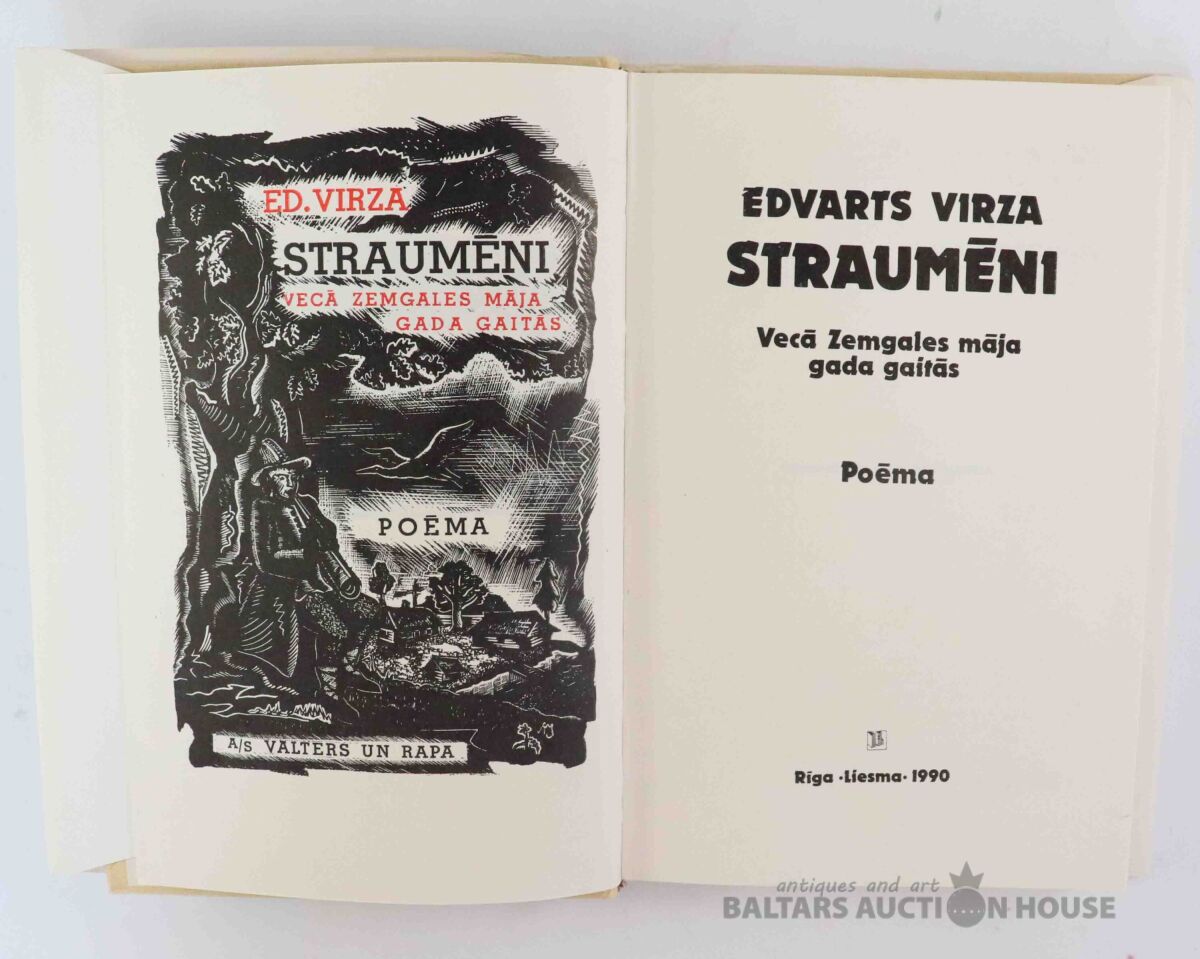 ED. VIRZA
STRAUMĒNI
VECĀ ZEMGALES MĀJA
GADA GAITĀS
POĒMA
A/S VALTERS UN RAPA
EDVARTS VIRZA
STRAUMĒNI
Vecā Zemgales māja
gada gaitās
Poēma
Rīga ·Liesma· 1990
antiques and art
BALTARS AUCTION HOUSE